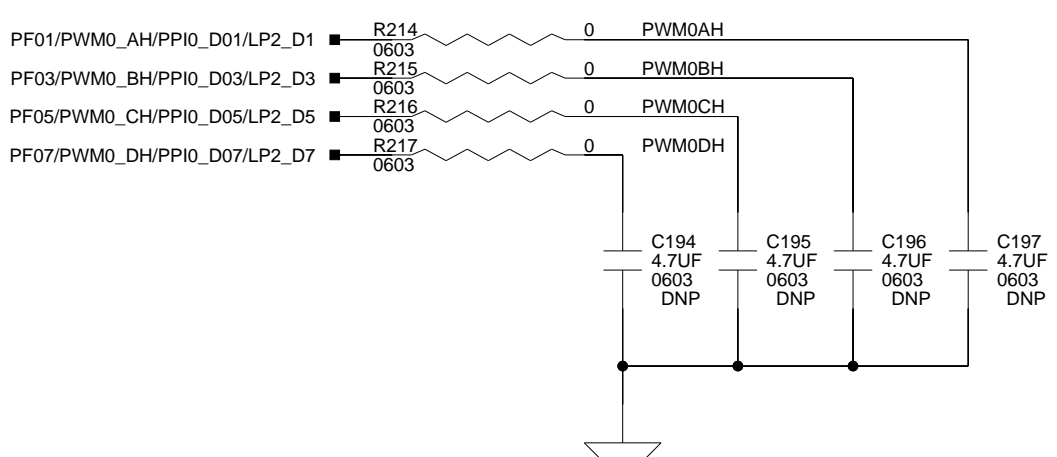 PF01/PWM0_AH/PPI0_D01/LP2_D1 R214 0603 0 PWM0AH
PF03/PWM0_BH/PPI0_D03/LP2_D3 R215 0603 0 PWM0BH
PF05/PWM0_CH/PPI0_D05/LP2_D5 R216 0603 0 PWM0CH
PF07/PWM0_DH/PPI0_D07/LP2_D7 R217 0603 0 PWM0DH
C194
4.7UF
0603
DNP
C195
4.7UF
0603
DNP
C196
4.7UF
0603
DNP
C197
4.7UF
0603
DNP